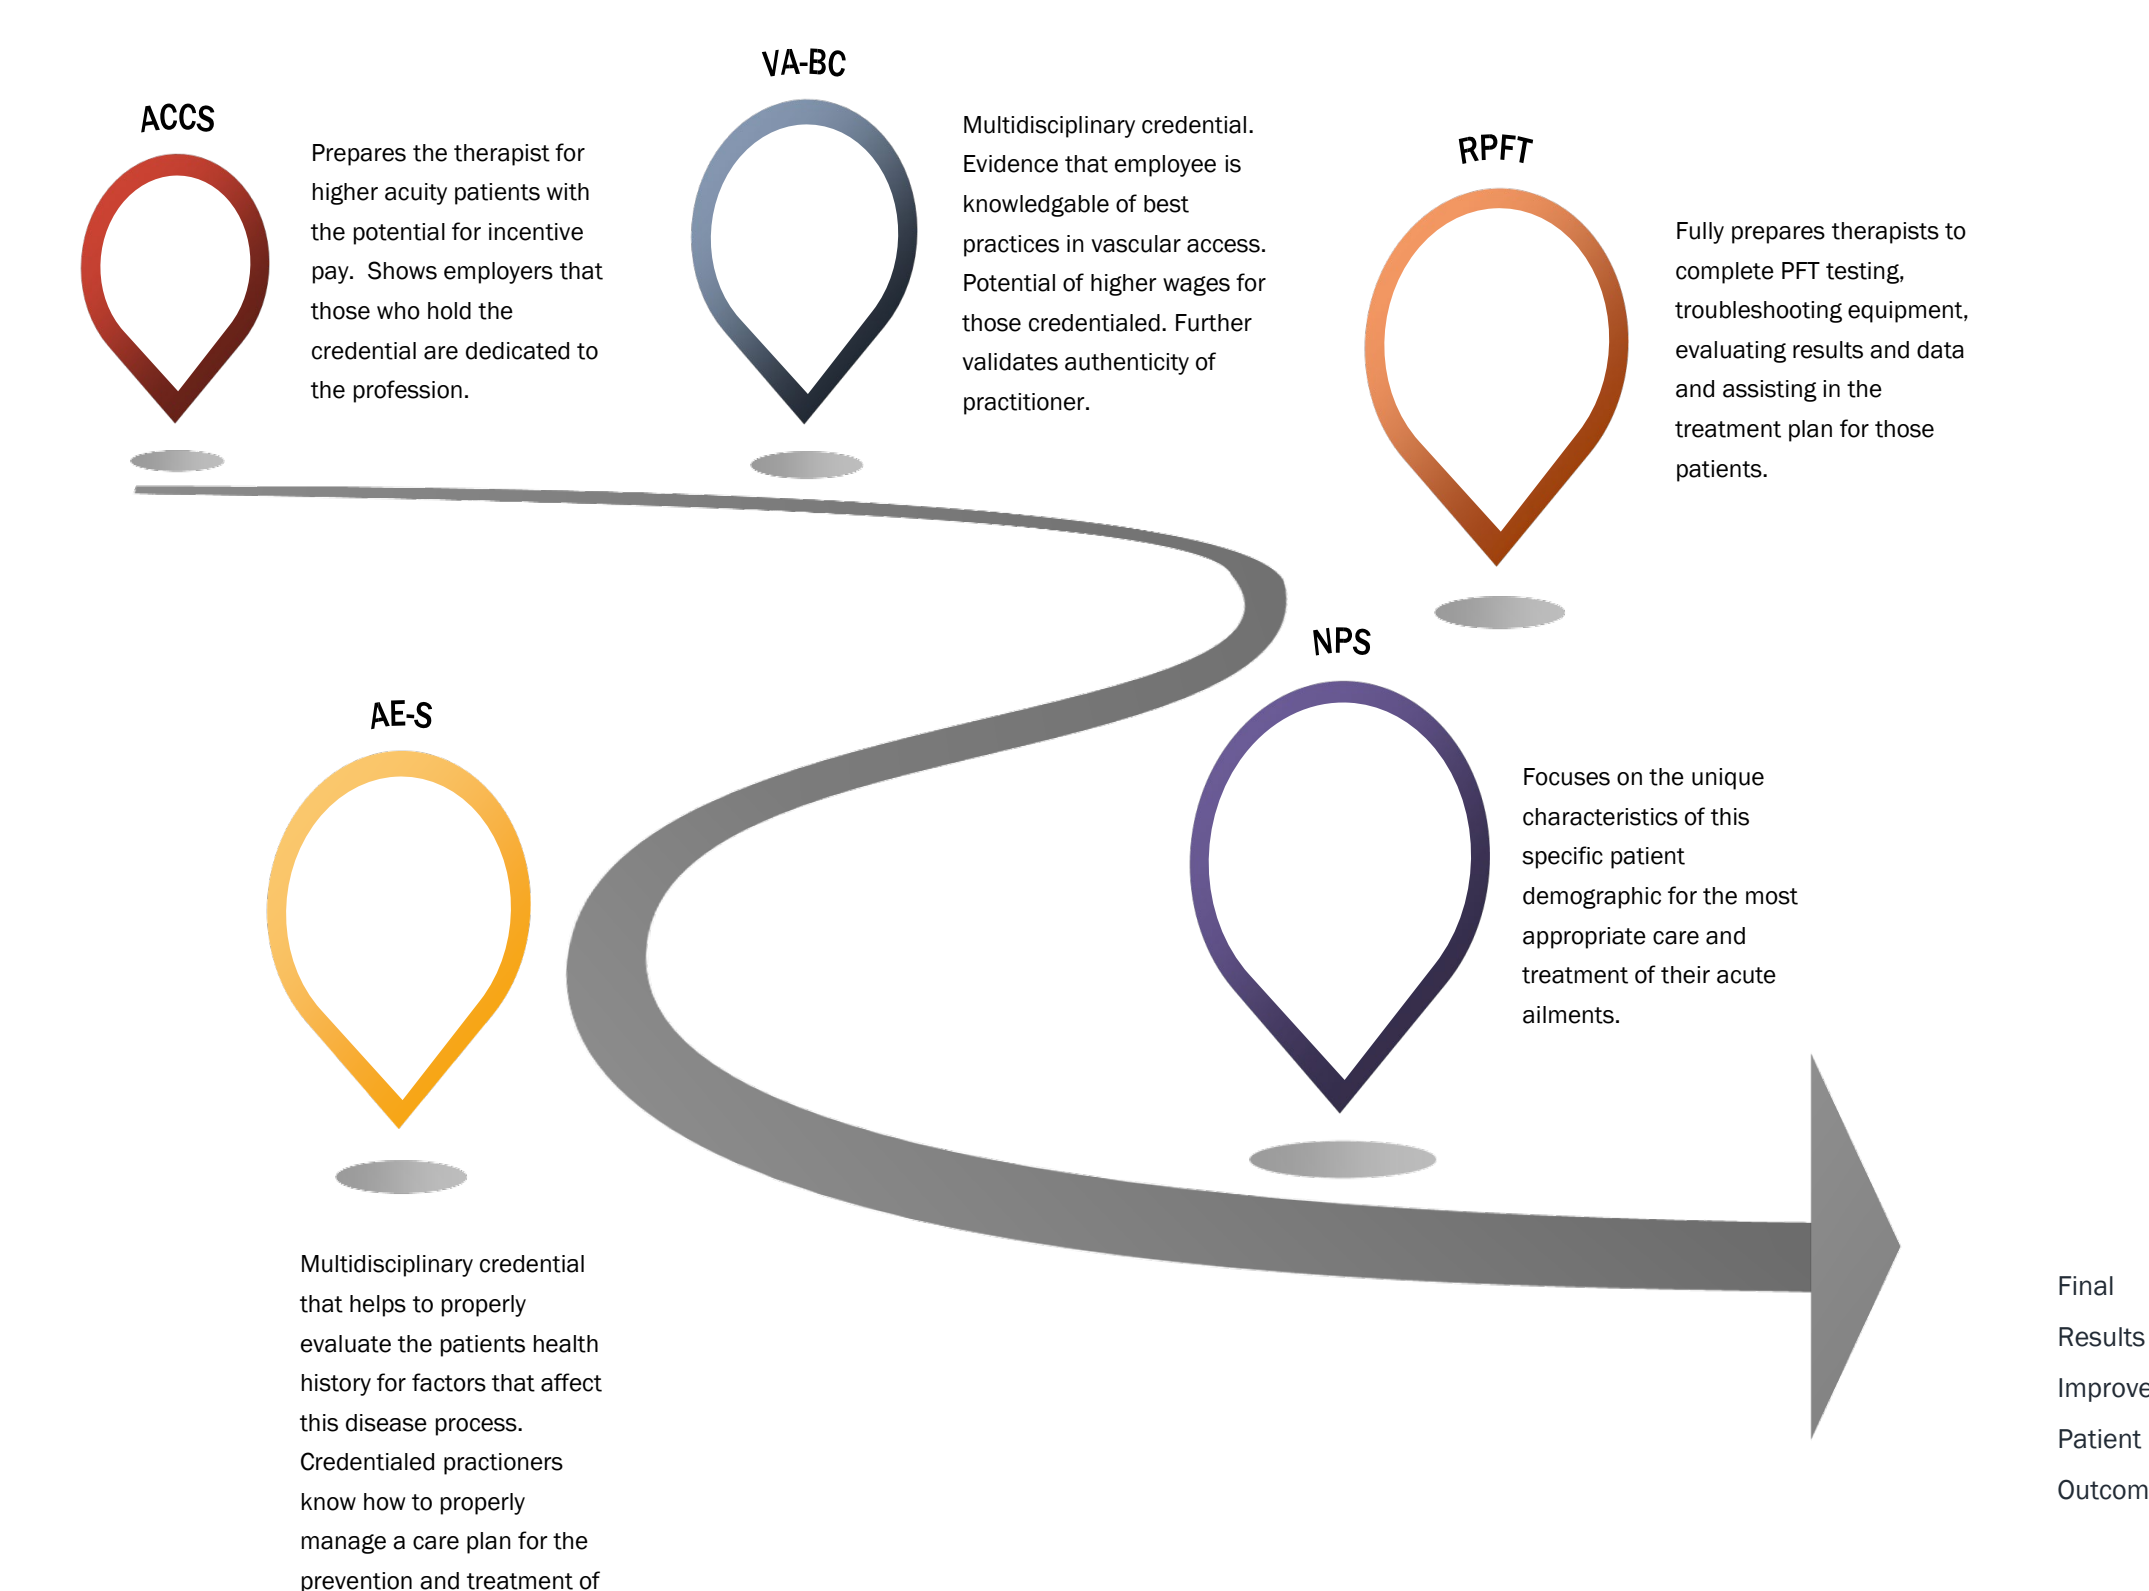 ACCS
Prepares the therapist for
higher acuity patients with
the potential for incentive
pay.  Shows employers that
those who hold the
credential are dedicated to
the profession.
VA-BC
Multidisciplinary credential.
Evidence that employee is
knowledgable of best
practices in vascular access.
Potential of higher wages for
those credentialed. Further
validates authenticity of
practitioner.
RPFT
Fully prepares therapists to
complete PFT testing,
troubleshooting equipment,
evaluating results and data
and assisting in the
treatment plan for those
patients.
AE-S
Multidisciplinary credential
that helps to properly
evaluate the patients health
history for factors that affect
this disease process.
Credentialed practioners
know how to properly
manage a care plan for the
prevention and treatment of
NPS
Focuses on the unique
characteristics of this
specific patient
demographic for the most
appropriate care and
treatment of their acute
ailments.
Final
Results
Improve
Patient
Outcom